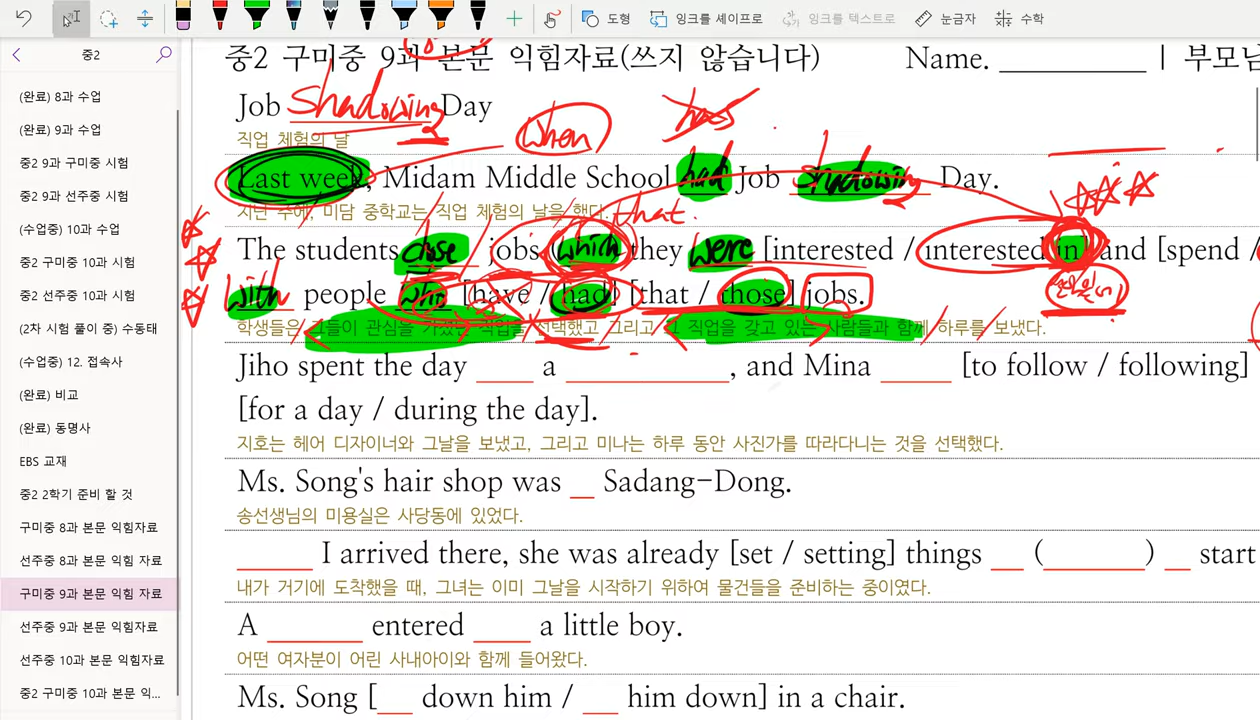 도형
잉크를 셰이프로
잉크를 텍스트로
눈금자
수학
중2
(완료) 8과 수업
(완료) 9과 수업
중2 9과 구미중 시험
중2 9과 선주중 시험
(수업중) 10과 수업
중2 구미중 10과 시험
중2 선주중 10과 시험
(2차 시험 풀이 중) 수동태
(수업중) 12. 접속사
(완료) 비교
(완료) 동명사
EBS 교재
중2 2학기 준비 할 것
구미중 8과 본문 익힘자료
선주중 8과 본문 익힘 자료
구미중 9과 본문 익힘 자료
선주중 9과 본문 익힘자료
선주중 10과 본문 익힘자료
중2 구미중 10과 본문 익...
중2 구미중 9과 본문 익힘자료(쓰지 않습니다) Name. | 부모님
Job Shadowing Day
직업 체험의 날
when
has
Last week, Midam Middle School had Job Shadowing Day.
지난 주에, 미담 중학교는 직업 체험의 날을 했다.
that.
The students chose jobs (which they were [interested / interested in] and [spend /
with people who [have / had] [that / those] jobs.
학생들은 그들이 관심을 가졌던 직업을 선택했고 그리고 그 직업을 갖고 있는 사람들과 함께 하루를 보냈다.
Jiho spent the day a , and Mina [to follow / following]
[for a day / during the day].
지호는 헤어 디자이너와 그날을 보냈고, 그리고 미나는 하루 동안 사진가를 따라다니는 것을 선택했다.
Ms. Song's hair shop was Sadang-Dong.
송선생님의 미용실은 사당동에 있었다.
I arrived there, she was already [set / setting] things ( ) start
내가 거기에 도착했을 때, 그녀는 이미 그날을 시작하기 위하여 물건들을 준비하는 중이였다.
A entered a little boy.
어떤 여자분이 어린 사내아이와 함께 들어왔다.
Ms. Song [ down him / him down] in a chair.